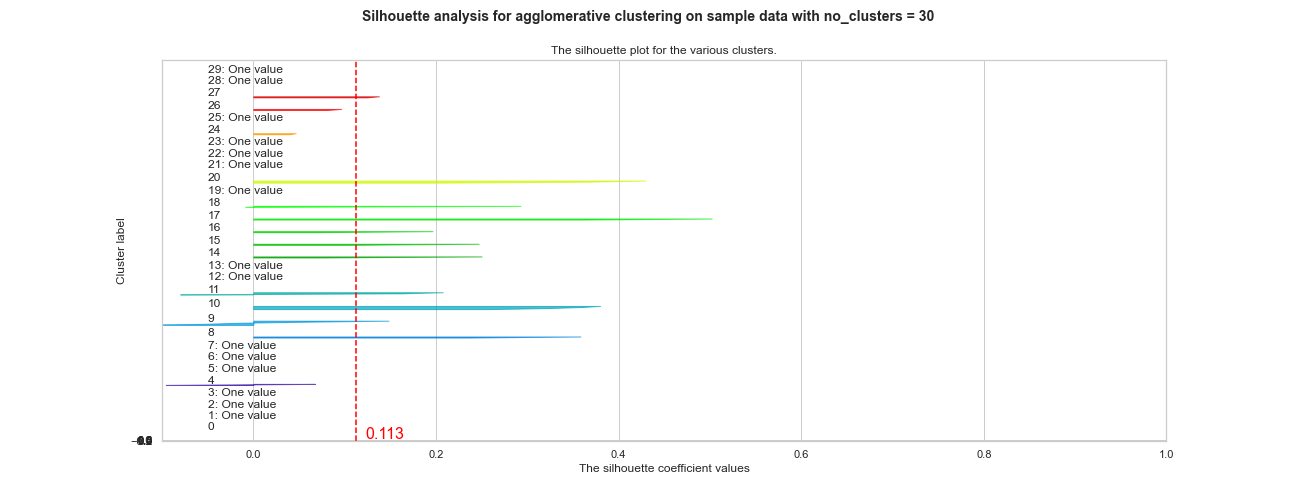 Silhouette analysis for agglomerative clustering on sample data with no_clusters = 30
The silhouette plot for the various clusters.
29: One value
28: One value
27
26
25: One value
24
23: One value
22: One value
21: One value
20
19: One value
18
17
16
15
14
13: One value
12: One value
11
10
9
8
7: One value
6: One value
5: One value
4
3: One value
2: One value
1: One value
0
Cluster label
0.113
0.0 0.2 0.4 0.6 0.8 1.0
The silhouette coefficient values